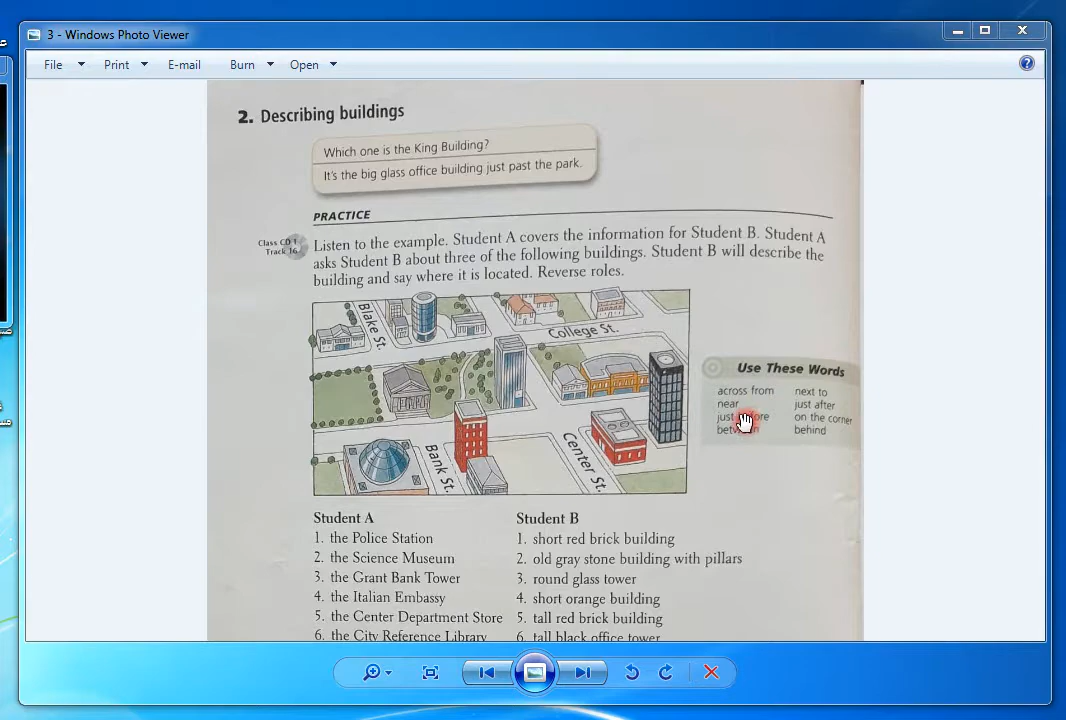 3 - Windows Photo Viewer
File Print E-mail Burn Open
2. Describing buildings
Which one is the King Building?
It's the big glass office building just past the park.
PRACTICE
Class CD 1
Track 16
Listen to the example. Student A covers the information for Student B. Student A
asks Student B about three of the following buildings. Student B will describe the
building and say where it is located. Reverse roles.
Blake St.
College St.
Bank St.
Center St.
Use These Words
across from next to
near just after
just before on the corner
between behind
Student A Student B
1. the Police Station 1. short red brick building
2. the Science Museum 2. old gray stone building with pillars
3. the Grant Bank Tower 3. round glass tower
4. the Italian Embassy 4. short orange building
5. the Center Department Store 5. tall red brick building
6. the City Reference Library 6. tall black office tower